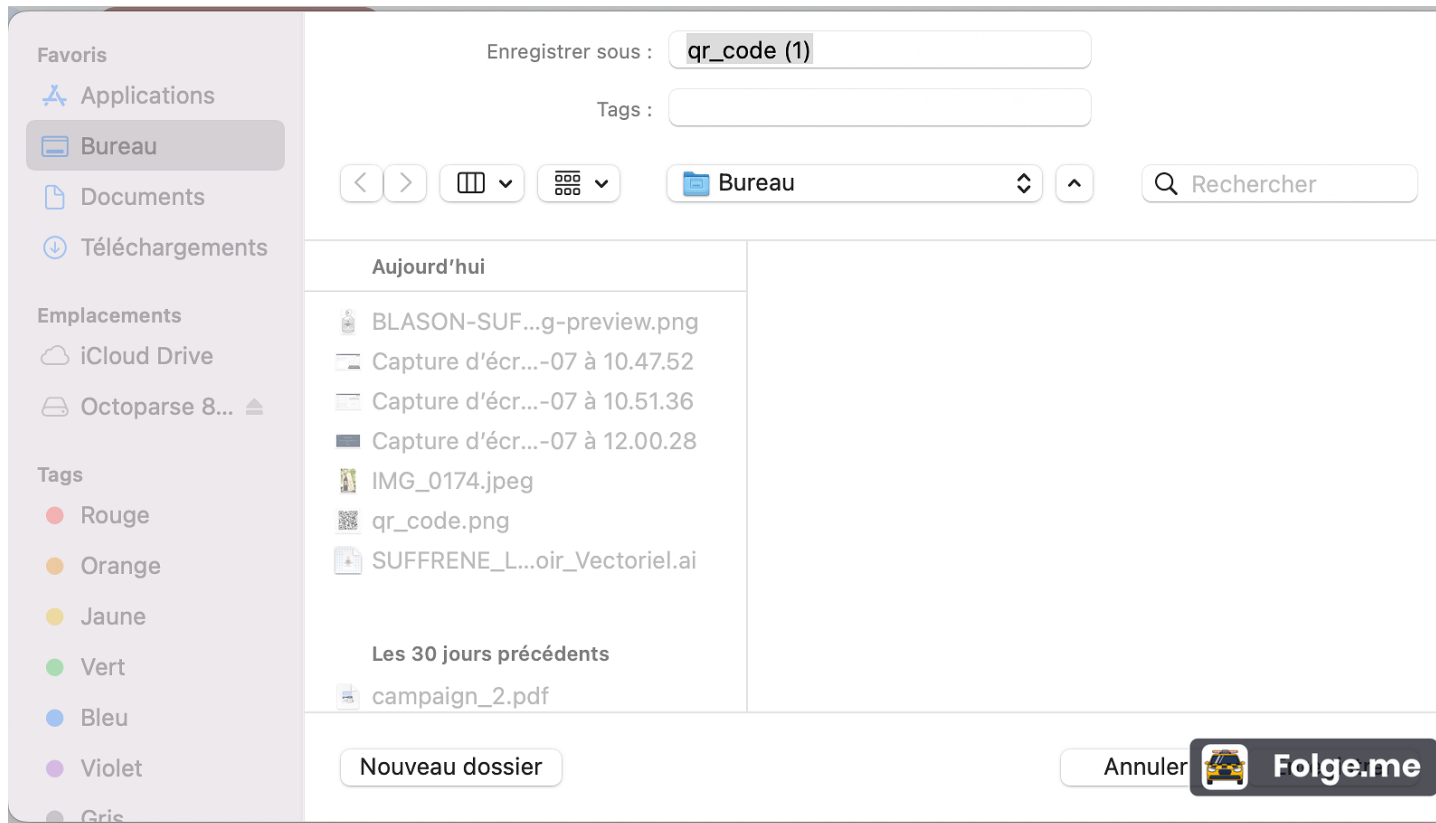 Favoris
Applications
Bureau
Documents
Téléchargements
Emplacements
iCloud Drive
Octoparse 8...
Tags
Rouge
Orange
Jaune
Vert
Bleu
Violet
Gris
Enregistrer sous : qr_code (1)
Tags :
Bureau
Rechercher
Aujourd’hui
BLASON-SUF...g-preview.png
Capture d’écr...-07 à 10.47.52
Capture d’écr...-07 à 10.51.36
Capture d’écr...-07 à 12.00.28
IMG_0174.jpeg
qr_code.png
SUFFRENE_L...oir_Vectoriel.ai
Les 30 jours précédents
campaign_2.pdf
Nouveau dossier
Annuler
Folge.me